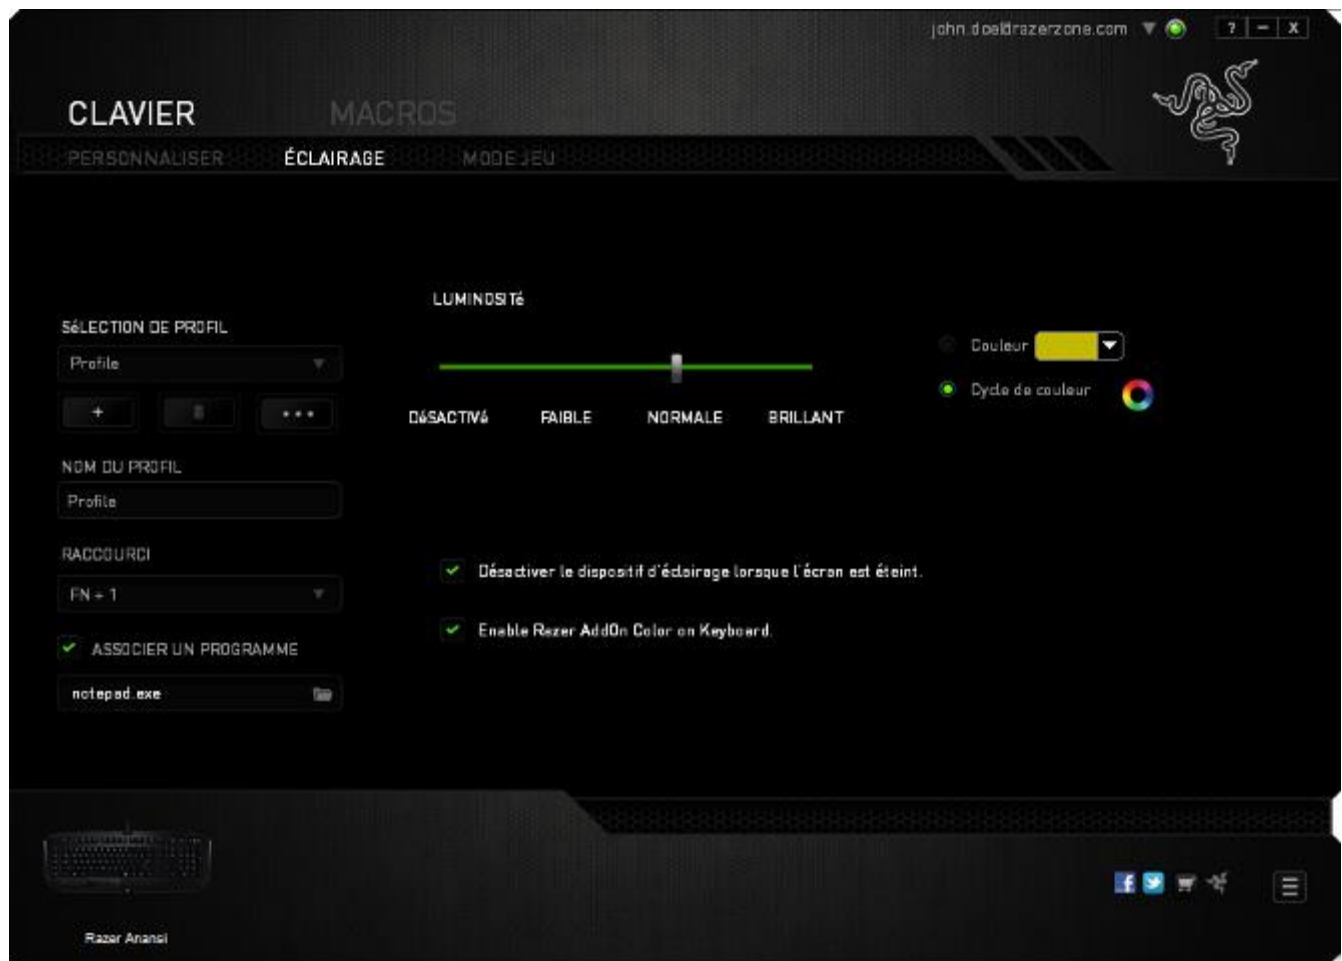 john.doe@razerzone.com ? – X
CLAVIER MACROS
PERSONNALISER ÉCLAIRAGE MODE JEU
LUMINOSITé
SéLECTION DE PROFIL
Profile
Couleur
Cycle de couleur
+ •••
DéSACTIVé FAIBLE NORMALE BRILLANT
NOM DU PROFIL
Profile
RACCOURCI
FN + 1
Désactiver le dispositif d'éclairage lorsque l'écran est éteint.
Enable Razer AddOn Color on Keyboard.
ASSOCIER UN PROGRAMME
notepad.exe
Razer Anansi